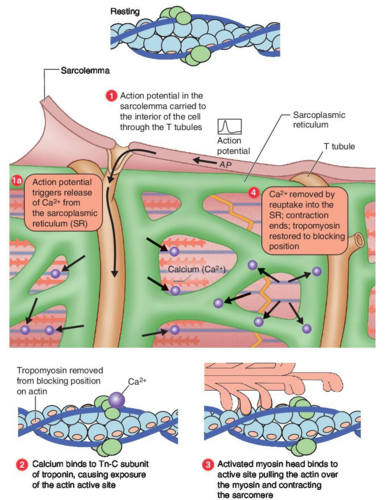 Resting
Sarcolemma
1 Action potential in the
sarcolemma carried to
the interior of the cell
through the T tubules
Action
potential
Sarcoplasmic
reticulum
T tubule
AP
1a Action potential
triggers release
of Ca2+ from
the sarcoplasmic
reticulum (SR)
4 Ca2+ removed by
reuptake into the
SR; contraction
ends; tropomyosin
restored to blocking
position
Calcium (Ca2+)
Tropomyosin removed
from blocking position
on actin
Ca2+
2 Calcium binds to Tn-C subunit
of troponin, causing exposure
of the actin active site
3 Activated myosin head binds to
active site pulling the actin over
the myosin and contracting
the sarcomere